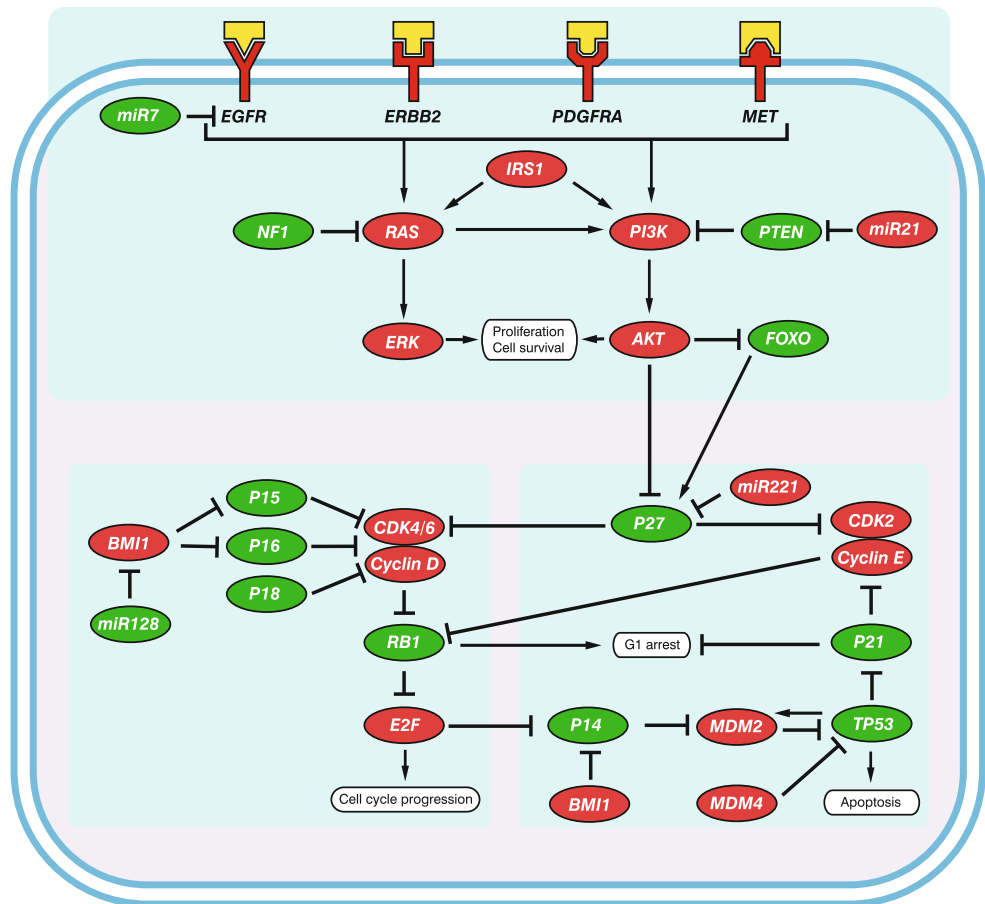 miR7
EGFR
ERBB2
PDGFRA
MET
IRS1
NF1
RAS
PI3K
PTEN
miR21
ERK
Proliferation
Cell survival
AKT
FOXO
P15
miR221
BMI1
P16
CDK4/6
Cyclin D
P27
CDK2
Cyclin E
P18
miR128
RB1
G1 arrest
P21
E2F
P14
MDM2
TP53
Cell cycle progression
BMI1
MDM4
Apoptosis